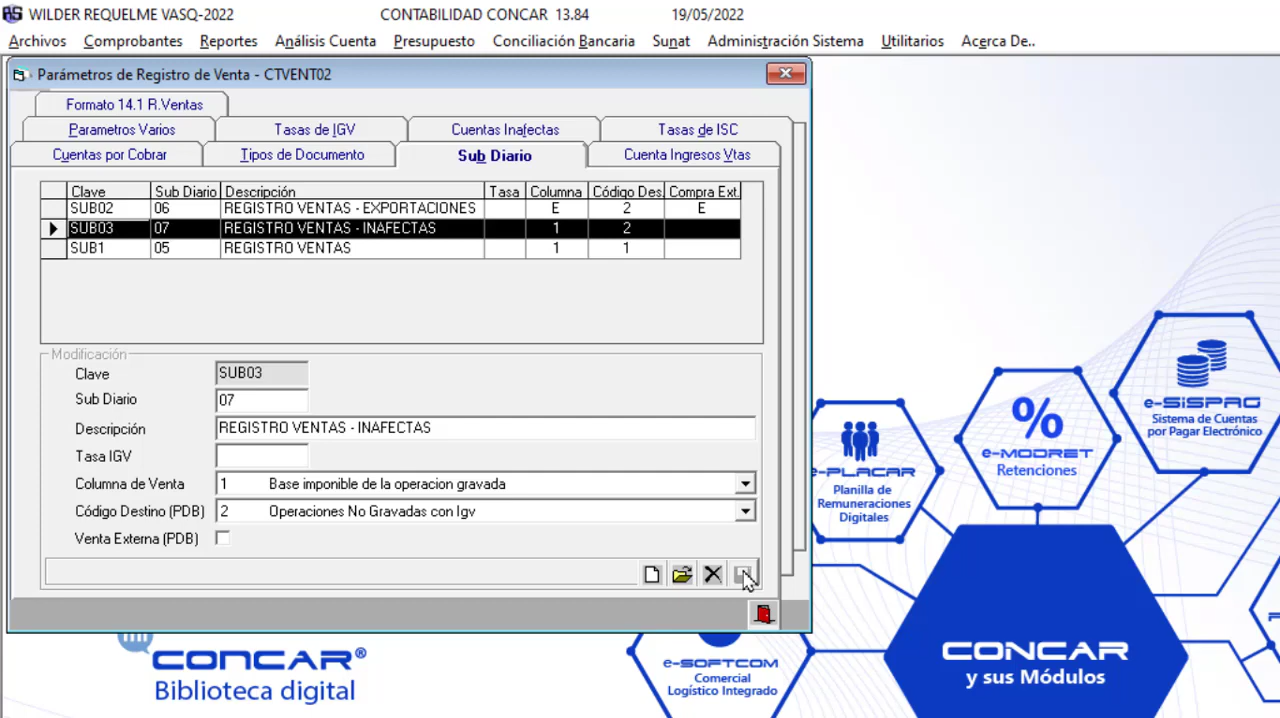 WILDER REQUELME VASQ-2022 CONTABILIDAD CONCAR 13.84 19/05/2022
Archivos Comprobantes Reportes Análisis Cuenta Presupuesto Conciliación Bancaria Sunat Administración Sistema Utilitarios Acerca De..
Parámetros de Registro de Venta - CTVENT02
Formato 14.1 R.Ventas
Parametros Varios Tasas de IGV Cuentas Inafectas Tasas de ISC
Cuentas por Cobrar Tipos de Documento Sub Diario Cuenta Ingresos Vtas
Clave Sub Diario Descripción Tasa Columna Código Des. Compra Ext.
SUB02 06 REGISTRO VENTAS - EXPORTACIONES E 2 E
SUB03 07 REGISTRO VENTAS - INAFECTAS 1 2
SUB1 05 REGISTRO VENTAS 1 1
Modificación
Clave SUB03
Sub Diario 07
Descripción REGISTRO VENTAS - INAFECTAS
Tasa IGV
Columna de Venta 1 Base imponible de la operacion gravada
Código Destino (PDB) 2 Operaciones No Gravadas con Igv
Venta Externa (PDB)
e-SISPAG
Sistema de Cuentas
por Pagar Electrónico
%
e-MODRET
Retenciones
e-PLACAR
Planilla de
Remuneraciones
Digitales
CONCAR®
Biblioteca digital
e-SOFTCOM
Comercial
Logístico Integrado
CONCAR
y sus Módulos